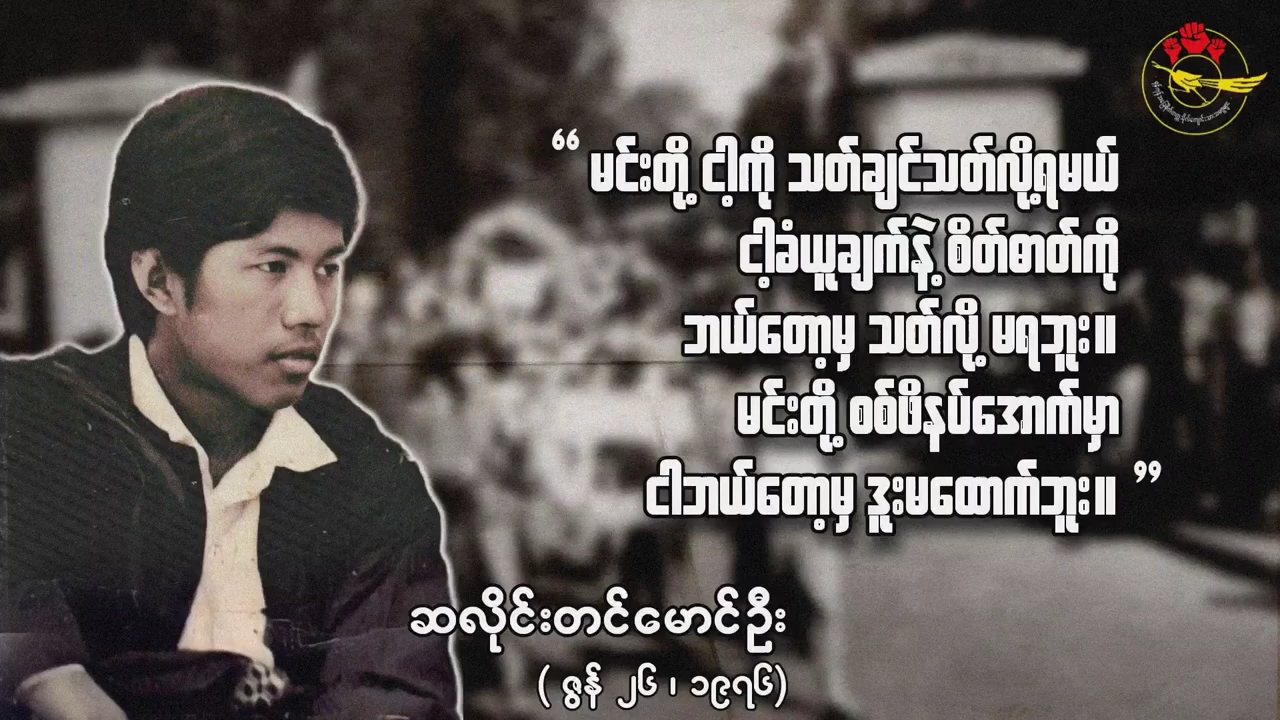 “ မင်းတို့ ငါ့ကို သတ်ချင်သတ်လို့ရမယ်
ငါ့ခံယူချက်နဲ့ စိတ်ဓာတ်ကို
ဘယ်တော့မှ သတ်လို့ မရဘူး။
မင်းတို့ စစ်ဖိနပ်အောက်မှာ
ငါဘယ်တော့မှ ဒူးမထောက်ဘူး။ ”
ဆလိုင်းတင်မောင်ဦး
( ဇွန် ၂၆ ၊ ၁၉၇၆)